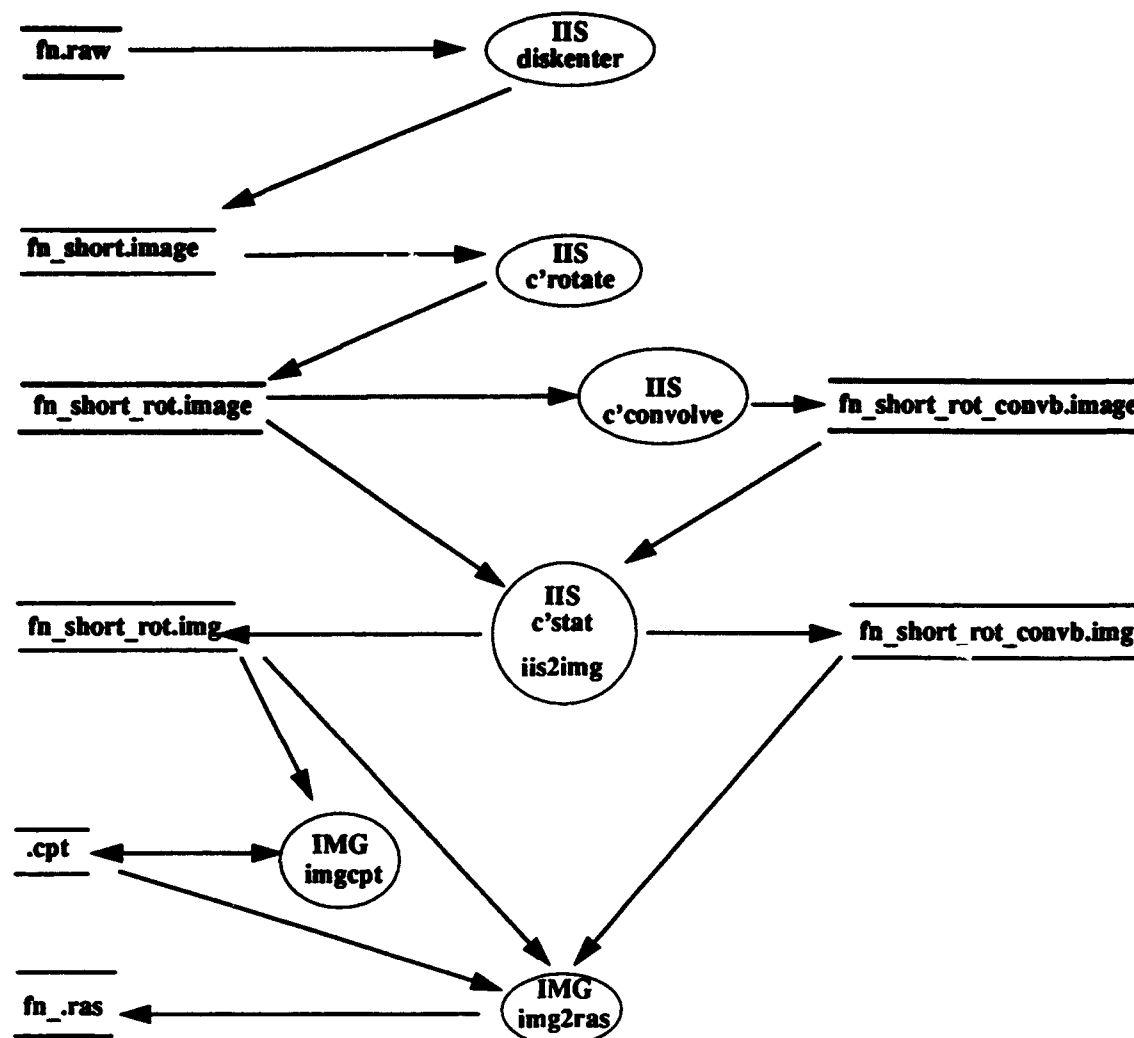 fn.raw
IIS
diskenter
fn_short.image
IIS
c'rotate
fn_short_rot.image
IIS
c'convolve
fn_short_rot_convb.image
IIS
c'stat
iis2img
fn_short_rot.img
fn_short_rot_convb.img
.cpt
IMG
imgcpt
fn_.ras
IMG
img2ras